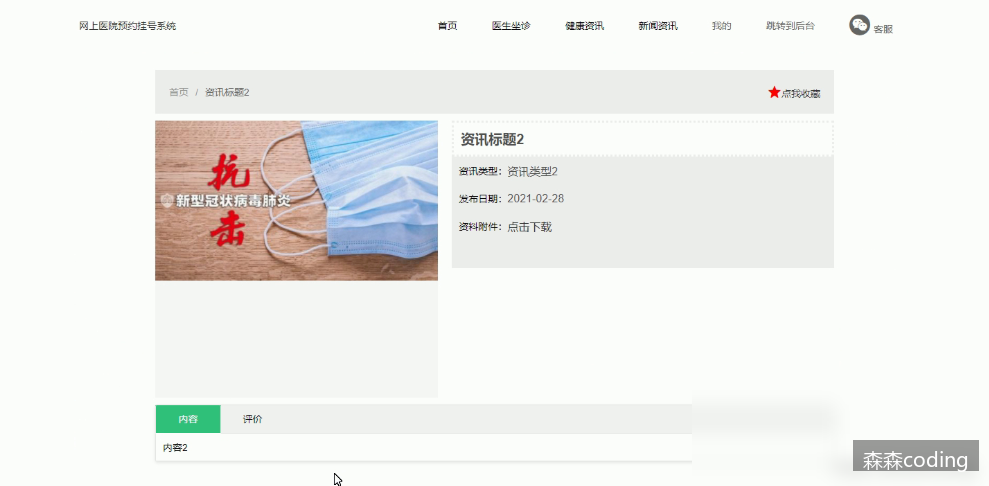 网上医院预约挂号系统 首页 医生坐诊 健康资讯 新闻资讯 我的 跳转到后台 客服
首页 / 资讯标题2 点我收藏
抗
新型冠状病毒肺炎
击
资讯标题2
资讯类型：资讯类型2
发布日期：2021-02-28
资料附件：点击下载
内容 评价
内容2
森森coding